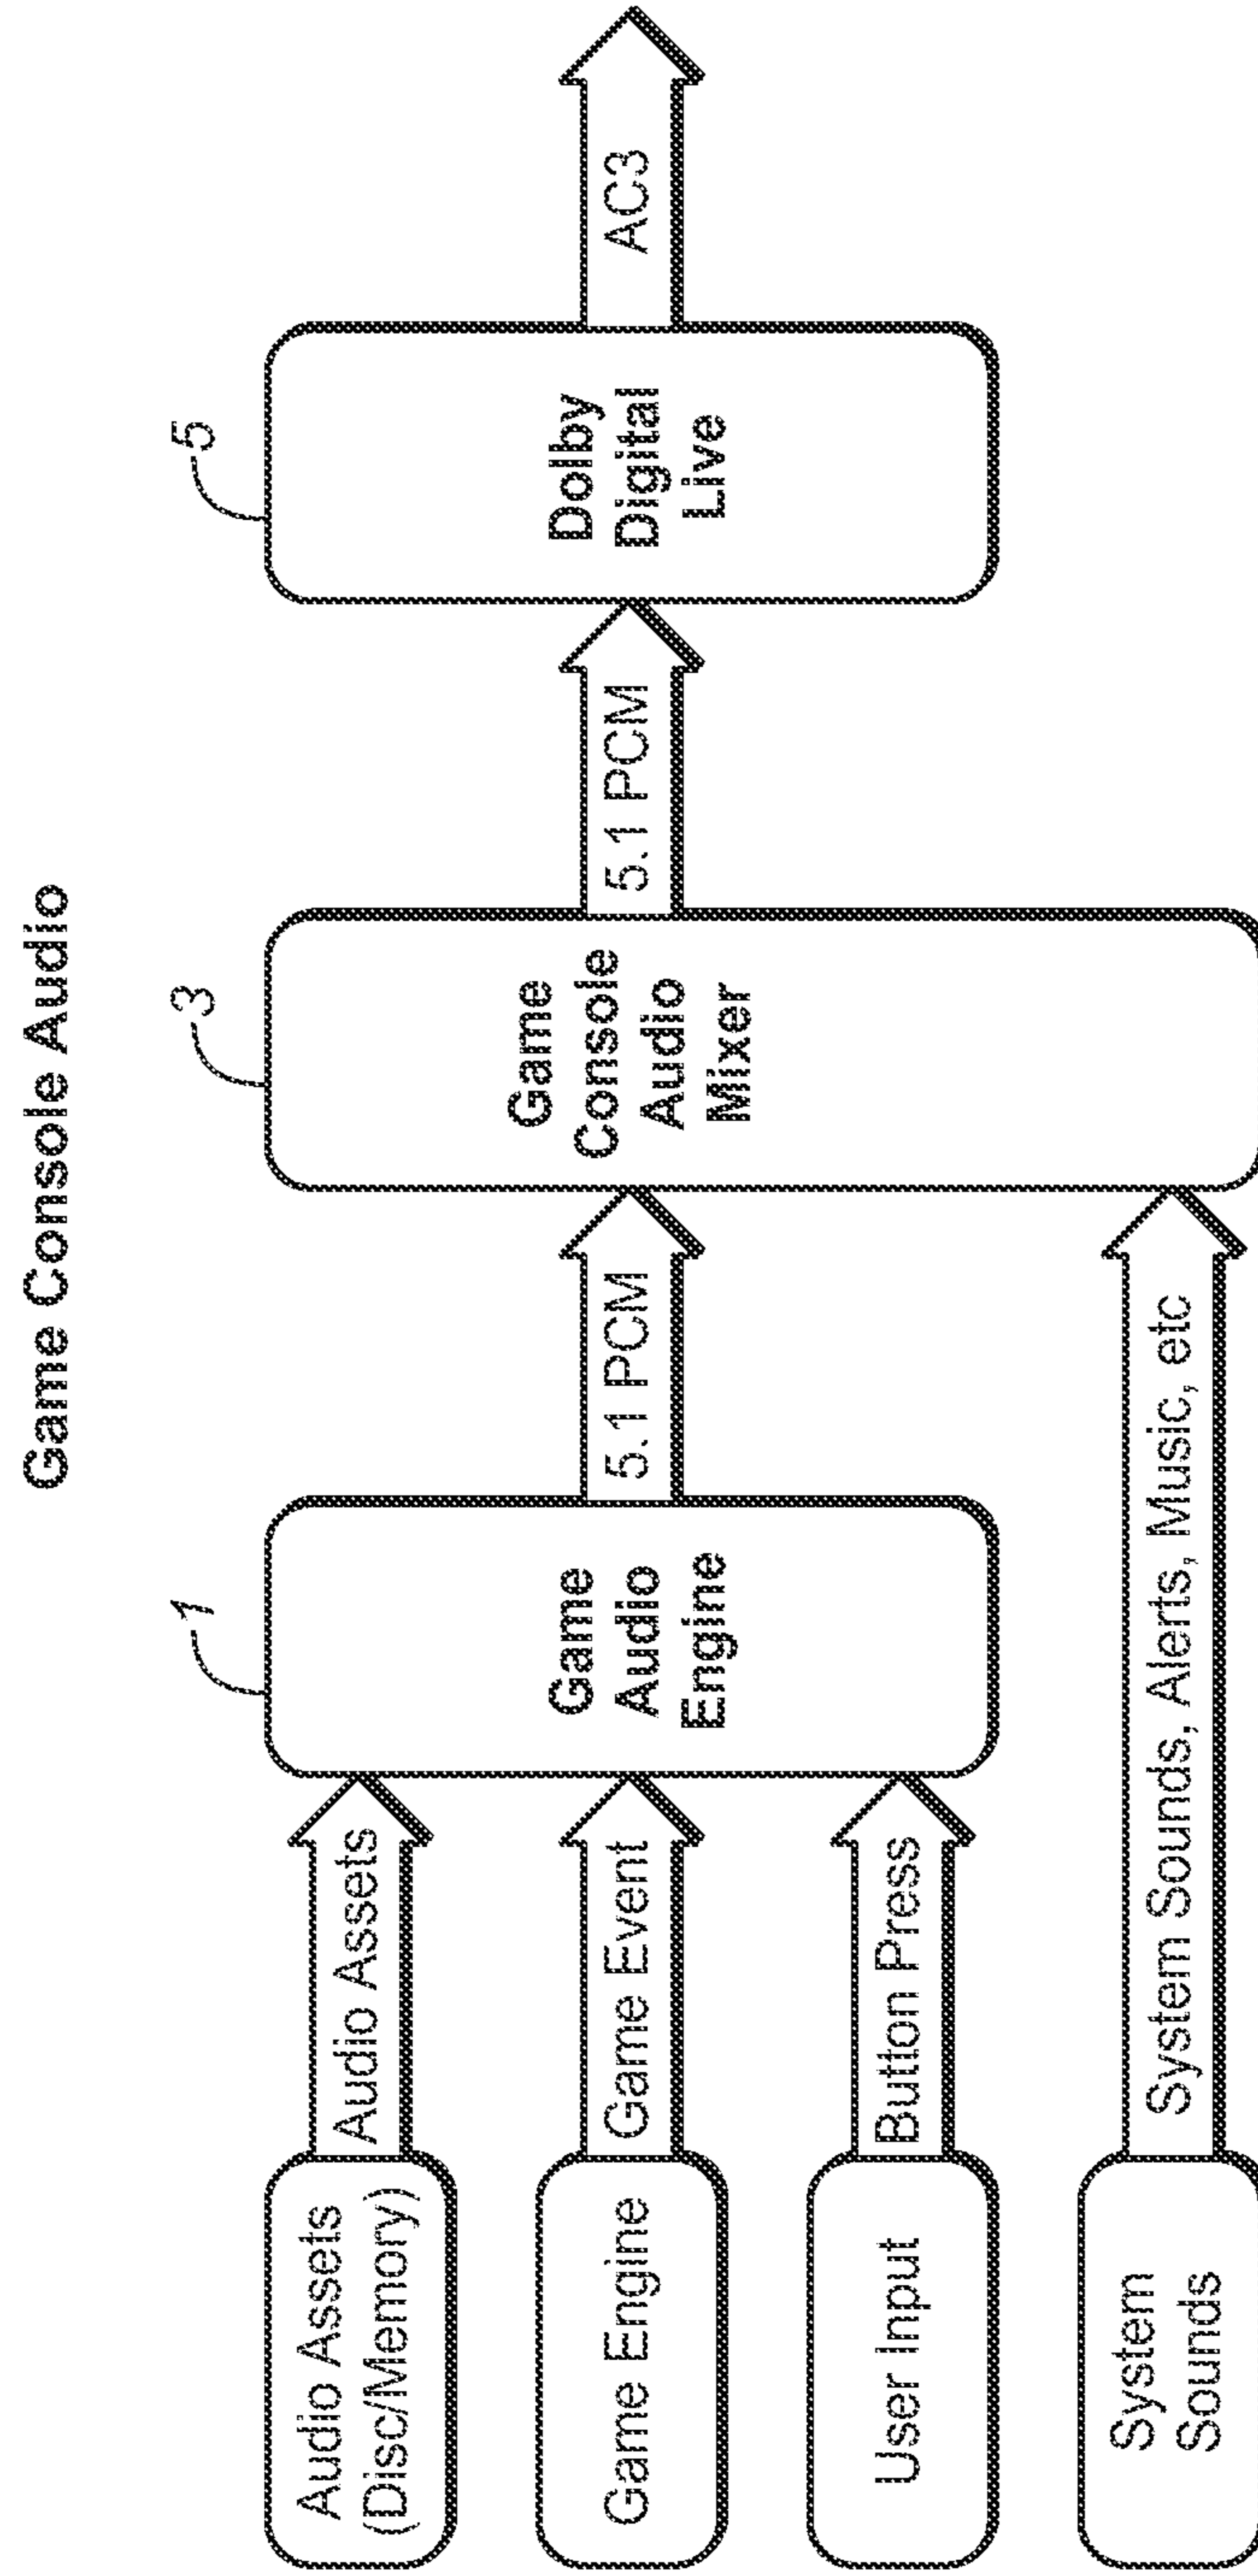 Game Console Audio
1
3
5
Audio Assets
(Disc/Memory)
Audio Assets
Game
Audio
Engine
5.1 PCM
Game
Console
Audio
Mixer
5.1 PCM
Dolby
Digital
Live
AC3
Game Engine
Game Event
User Input
Button Press
System
Sounds
System Sounds, Alerts, Music, etc